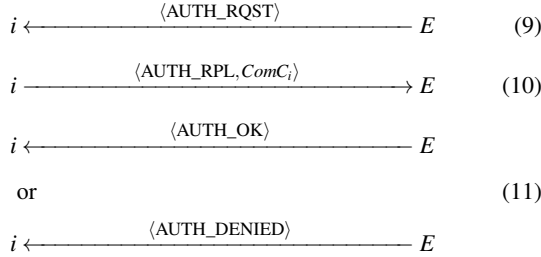 ⟨AUTH_RQST⟩
i E (9)
⟨AUTH_RPL, ComC_i⟩
i E (10)
⟨AUTH_OK⟩
i E
or (11)
⟨AUTH_DENIED⟩
i E